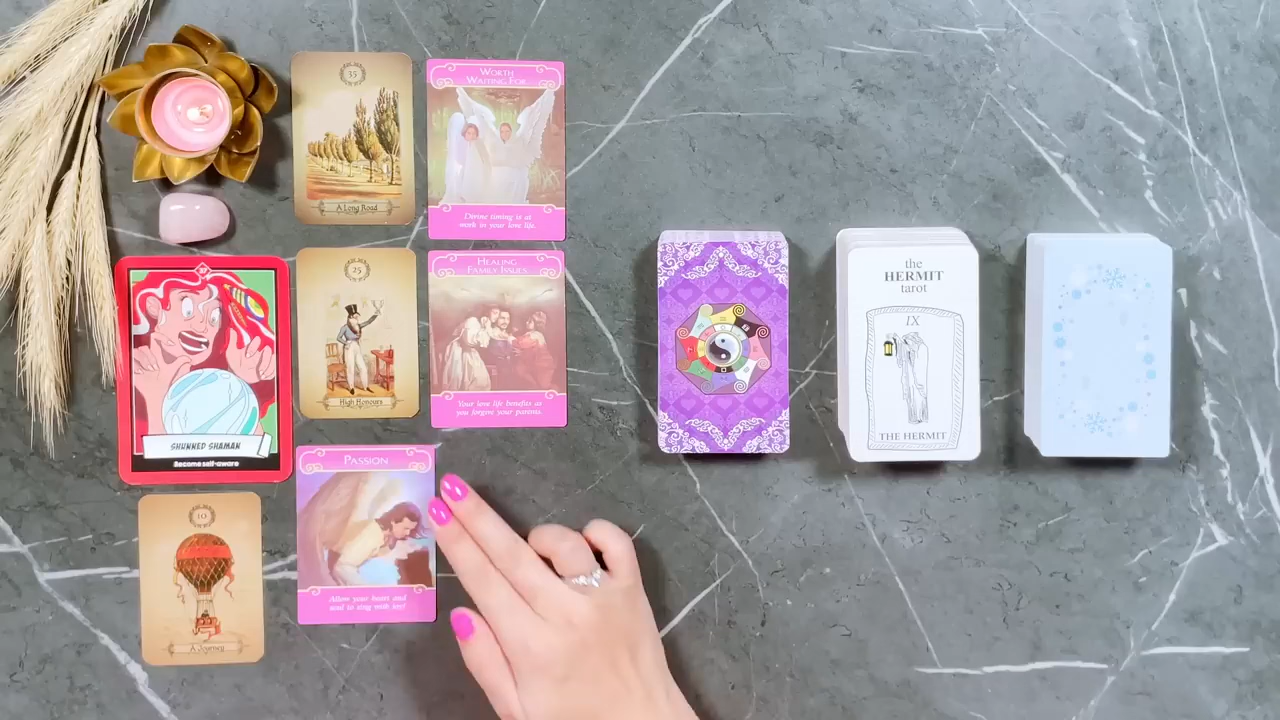 35
A Long Road
WORTH
WAITING FOR
Divine timing is at
work in your love life.
25
High Honours
HEALING
FAMILY ISSUES
Your love life benefits as
you forgive your parents.
37
SHUNNED SHAMAN
Become self-aware
10
A Journey
PASSION
Allow your heart and
soul to sing with joy!
the
HERMIT
tarot
IX
THE HERMIT